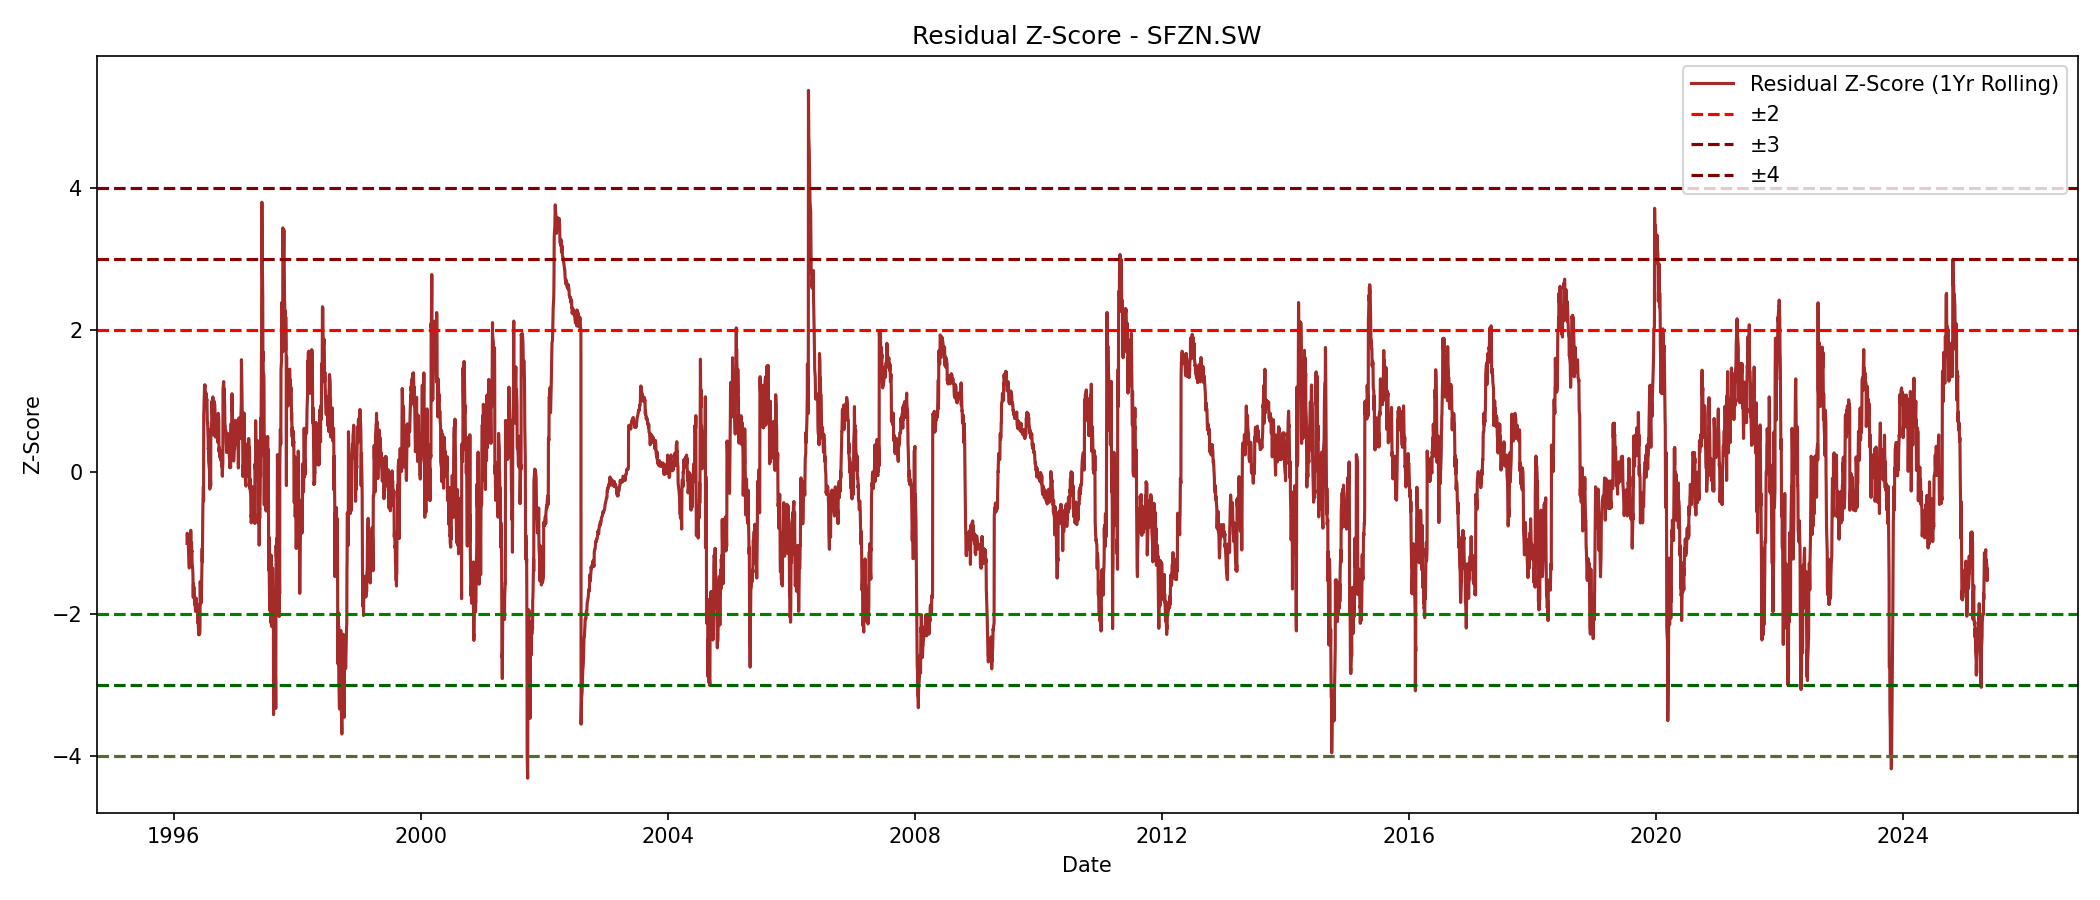 Residual Z-Score - SFZN.SW
Residual Z-Score (1Yr Rolling)
±2
±3
±4
Z-Score
4
2
0
−2
−4
1996 2000 2004 2008 2012 2016 2020 2024
Date